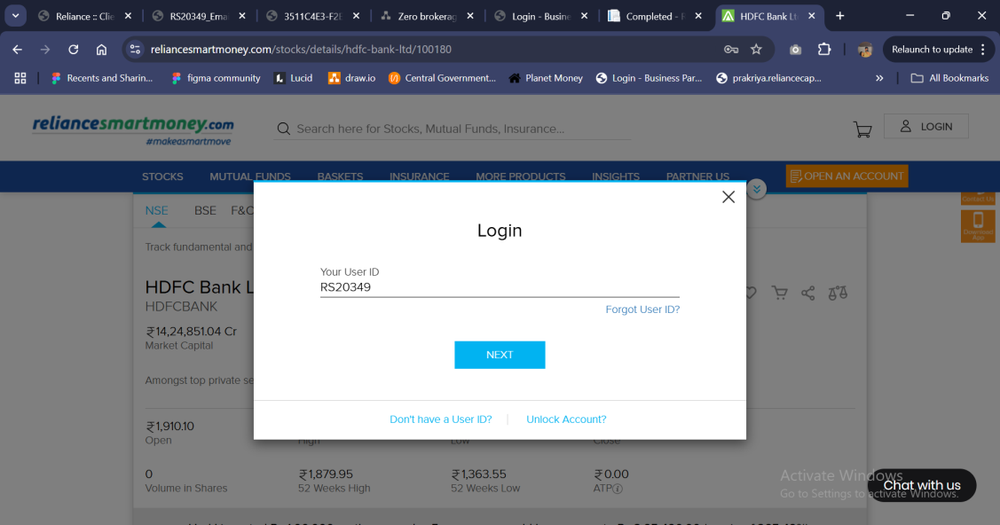 Reliance :: Clie
RS20349_Ema
3511C4E3-F2E
Zero brokerag
Login - Busine
Completed - R
HDFC Bank Lt
reliancesmartmoney.com/stocks/details/hdfc-bank-ltd/100180
Relaunch to update
Recents and Sharin...
figma community
Lucid
draw.io
Central Government...
Planet Money
Login - Business Par...
prakriya.reliancecap...
»
All Bookmarks
reliancesmartmoney.com
#makeasmartmove
Search here for Stocks, Mutual Funds, Insurance...
LOGIN
STOCKS
MUTUAL FUNDS
BASKETS
INSURANCE
MORE PRODUCTS
INSIGHTS
PARTNER US
OPEN AN ACCOUNT
Contact Us
Download
App
NSE
BSE
F&O
Track fundamental and
HDFC Bank L
HDFCBANK
₹14,24,851.04 Cr
Market Capital
Amongst top private se
Login
Your User ID
RS20349
Forgot User ID?
NEXT
Don't have a User ID?
Unlock Account?
₹1,910.10
Open
High
Low
Close
0
Volume in Shares
₹1,879.95
52 Weeks High
₹1,363.55
52 Weeks Low
₹0.00
ATP
Activate Windows
Go to Settings to activate Windows.
Chat with us